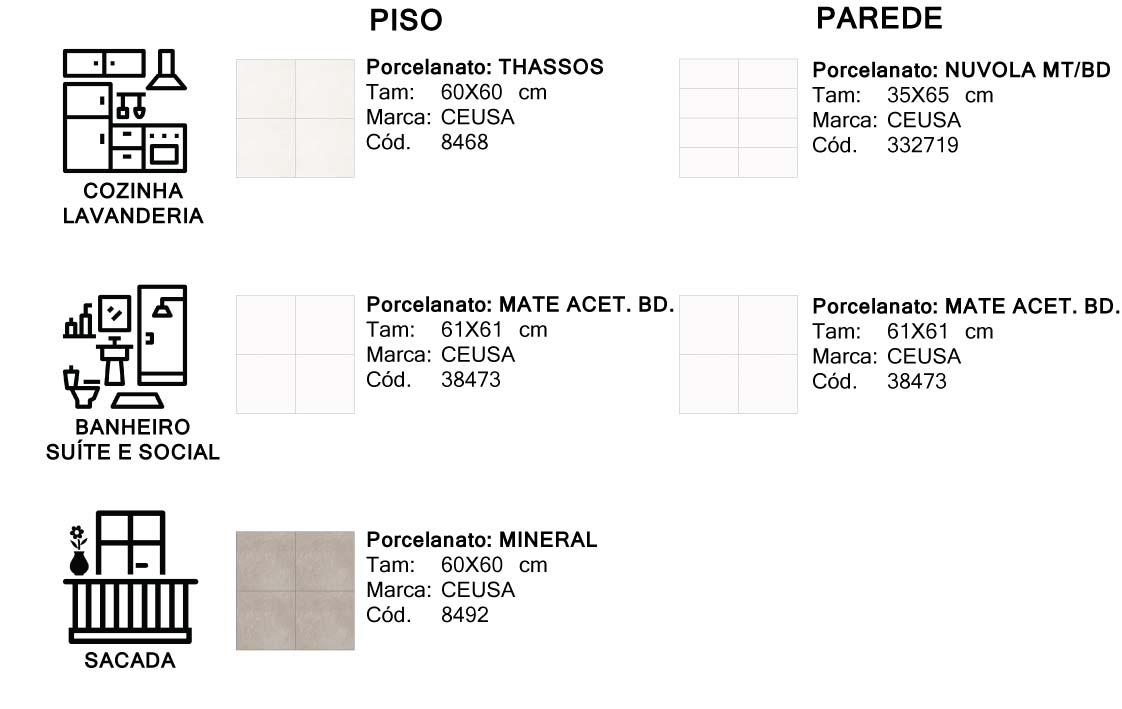 PISO
PAREDE
Porcelanato: THASSOS
Tam: 60X60 cm
Marca: CEUSA
Cód. 8468
Porcelanato: NUVOLA MT/BD
Tam: 35X65 cm
Marca: CEUSA
Cód. 332719
COZINHA
LAVANDERIA
Porcelanato: MATE ACET. BD.
Tam: 61X61 cm
Marca: CEUSA
Cód. 38473
Porcelanato: MATE ACET. BD.
Tam: 61X61 cm
Marca: CEUSA
Cód. 38473
BANHEIRO
SUÍTE E SOCIAL
Porcelanato: MINERAL
Tam: 60X60 cm
Marca: CEUSA
Cód. 8492
SACADA